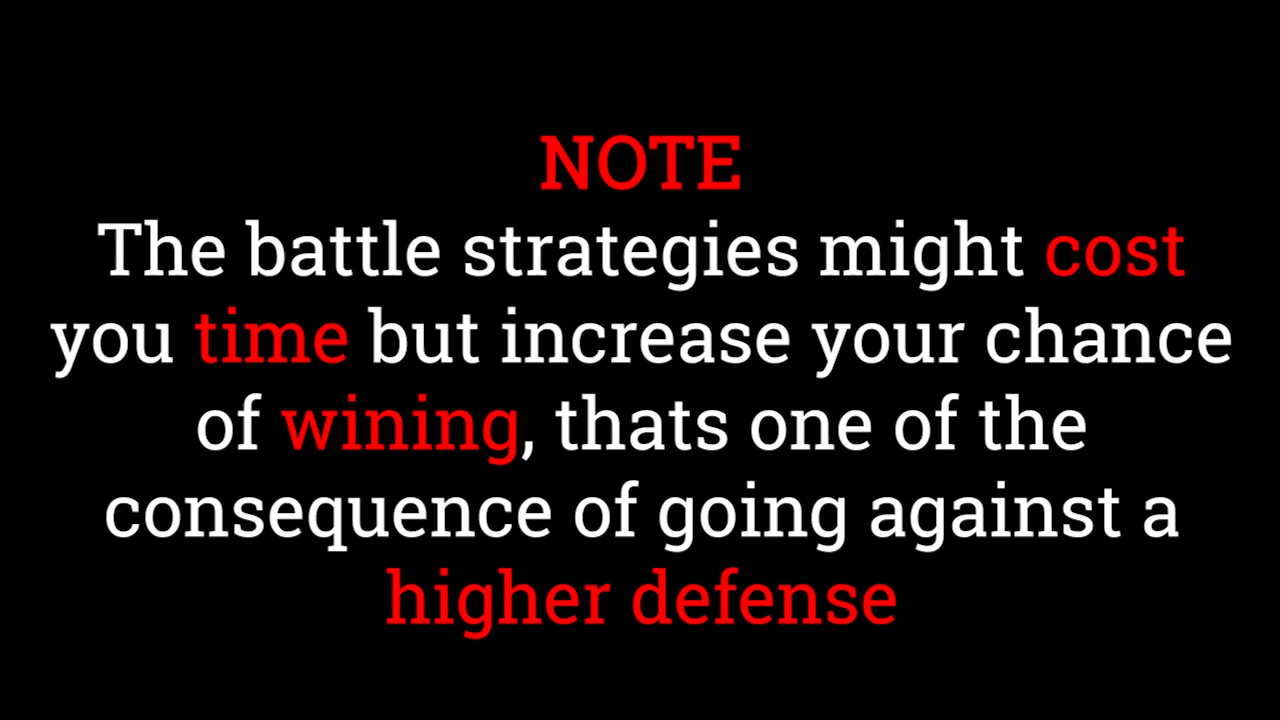 NOTE
The battle strategies might cost
you time but increase your chance
of wining, thats one of the
consequence of going against a
higher defense